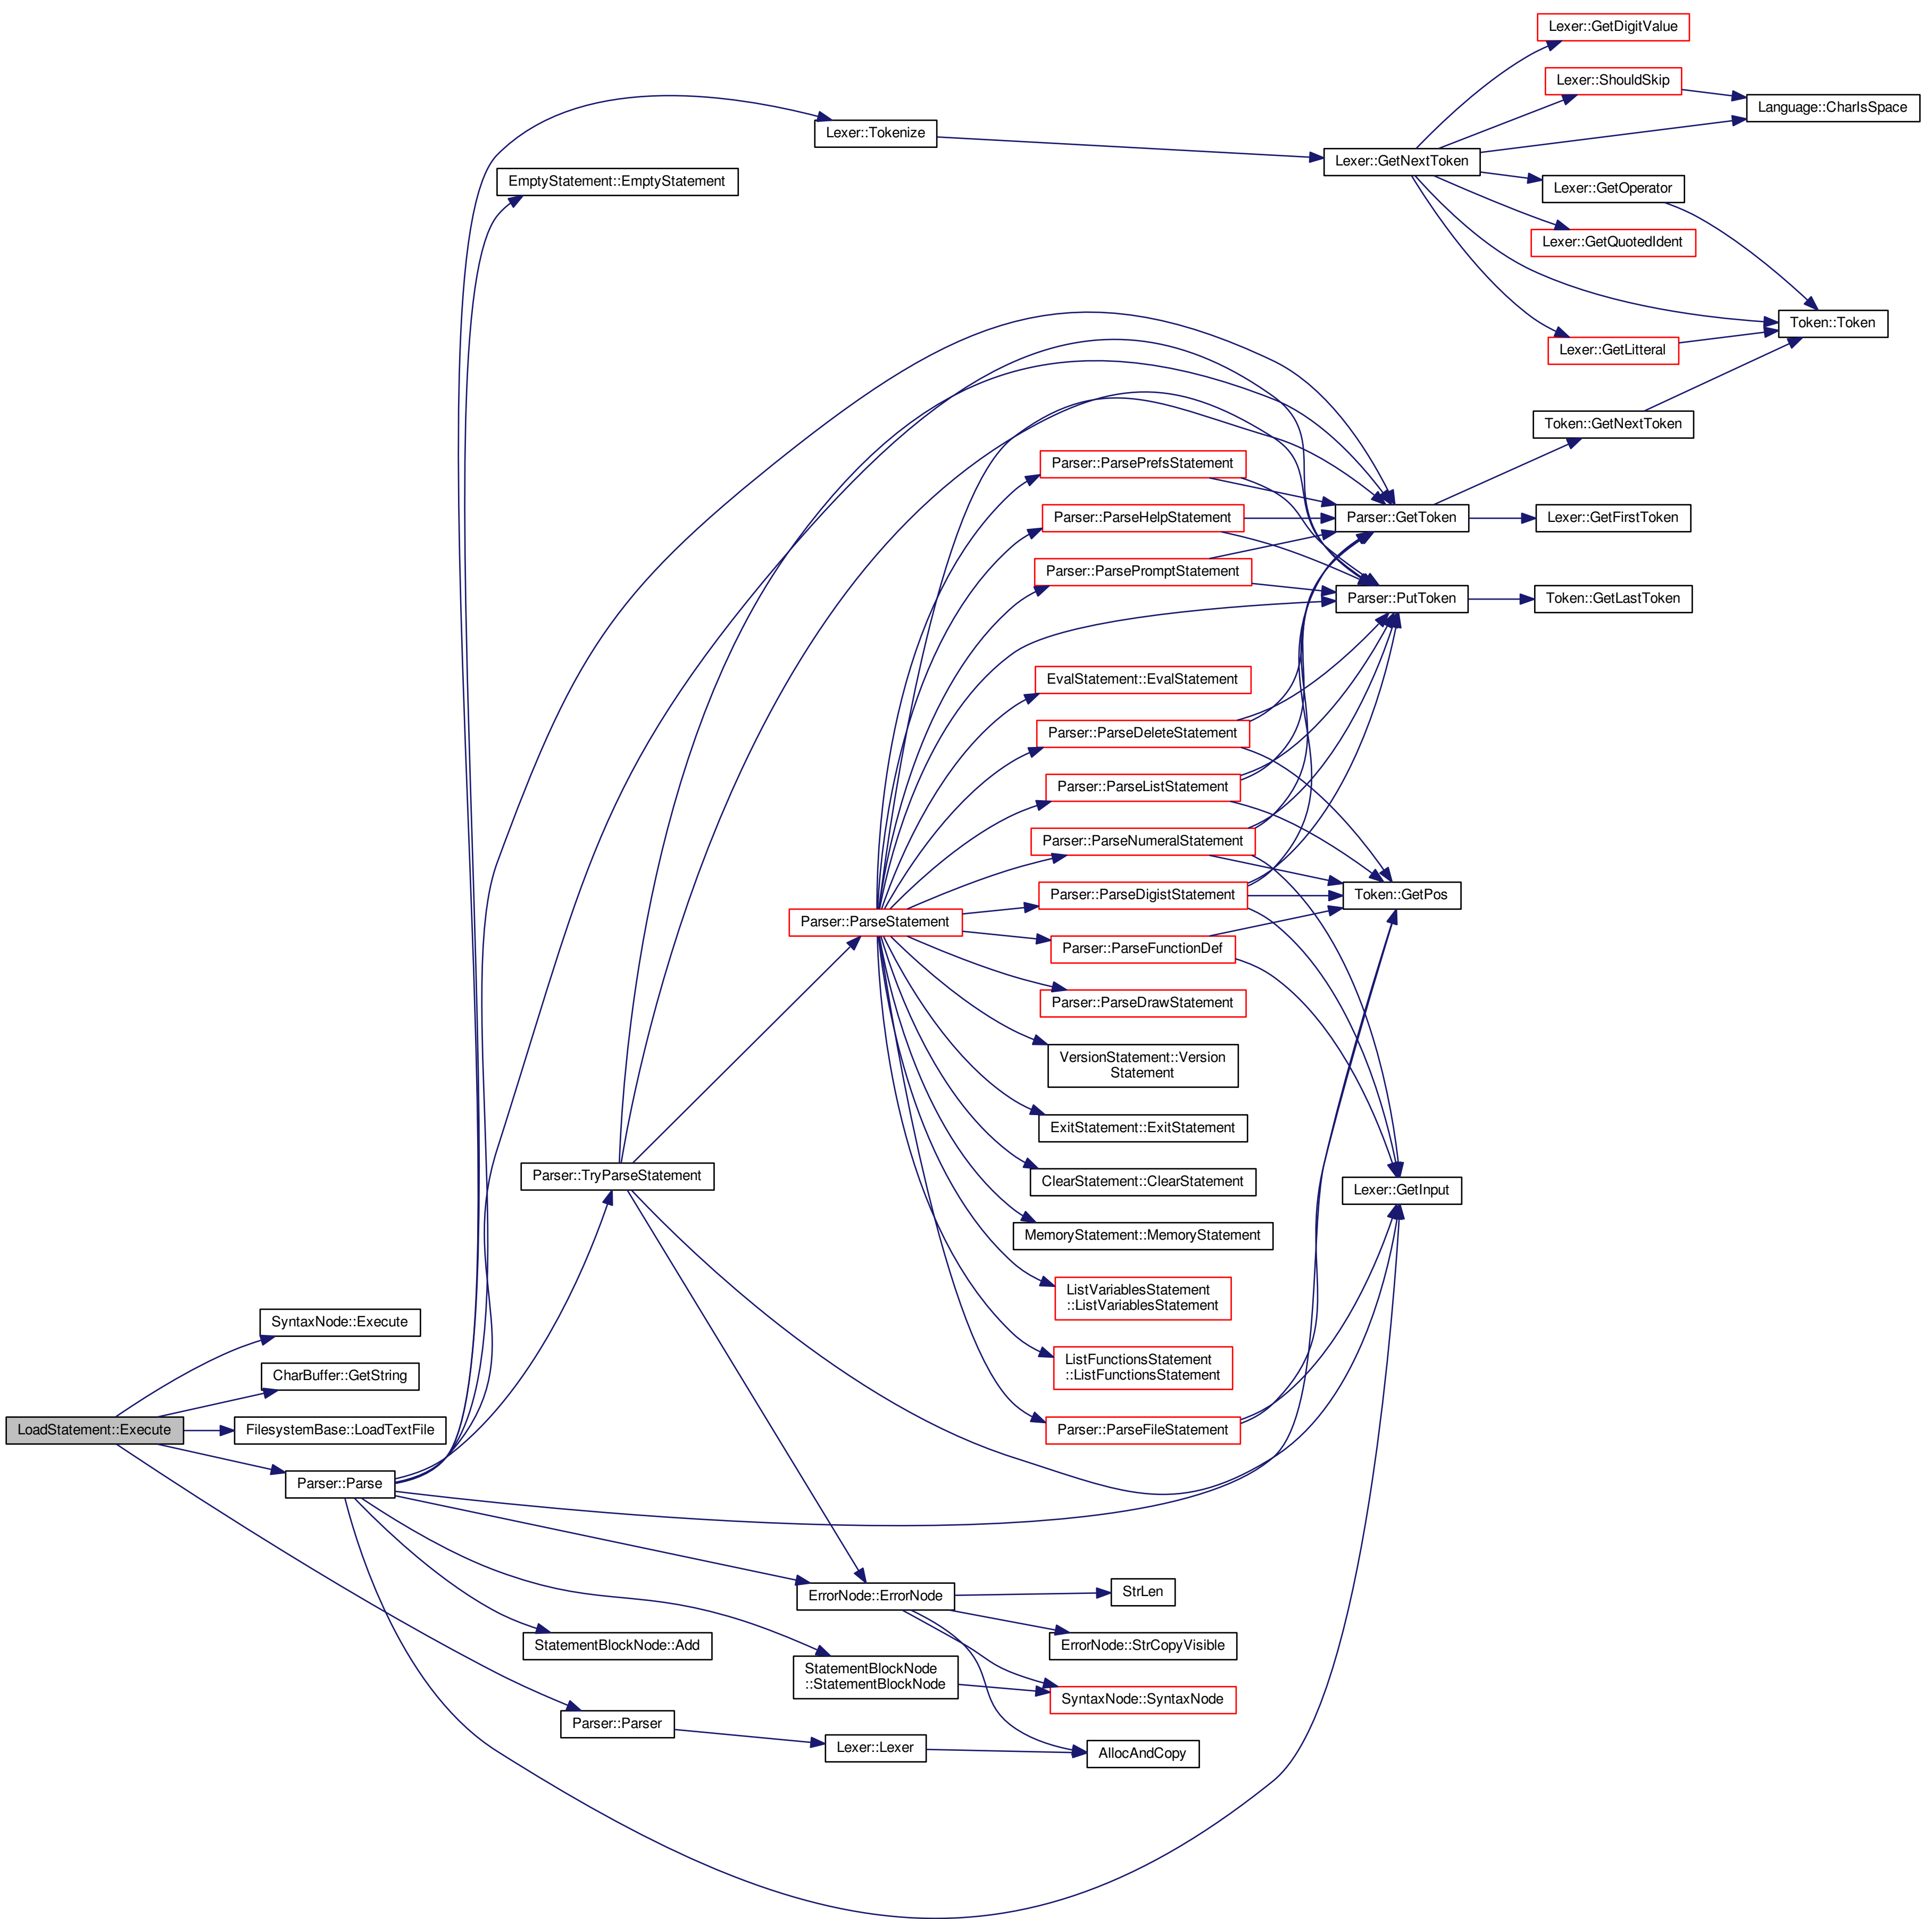 Lexer::GetDigitValue
Lexer::ShouldSkip
Language::CharIsSpace
Lexer::Tokenize
Lexer::GetNextToken
EmptyStatement::EmptyStatement
Lexer::GetOperator
Lexer::GetQuotedIdent
Token::Token
Lexer::GetLitteral
Token::GetNextToken
Parser::ParsePrefsStatement
Parser::ParseHelpStatement
Parser::GetToken
Lexer::GetFirstToken
Parser::ParsePromptStatement
Parser::PutToken
Token::GetLastToken
EvalStatement::EvalStatement
Parser::ParseDeleteStatement
Parser::ParseListStatement
Parser::ParseNumeralStatement
Parser::ParseDigistStatement
Token::GetPos
Parser::ParseStatement
Parser::ParseFunctionDef
Parser::ParseDrawStatement
VersionStatement::Version
Statement
ExitStatement::ExitStatement
Parser::TryParseStatement
ClearStatement::ClearStatement
Lexer::GetInput
MemoryStatement::MemoryStatement
ListVariablesStatement
::ListVariablesStatement
SyntaxNode::Execute
ListFunctionsStatement
::ListFunctionsStatement
CharBuffer::GetString
LoadStatement::Execute
FilesystemBase::LoadTextFile
Parser::ParseFileStatement
Parser::Parse
ErrorNode::ErrorNode
StrLen
StatementBlockNode::Add
ErrorNode::StrCopyVisible
StatementBlockNode
::StatementBlockNode
SyntaxNode::SyntaxNode
Parser::Parser
Lexer::Lexer
AllocAndCopy